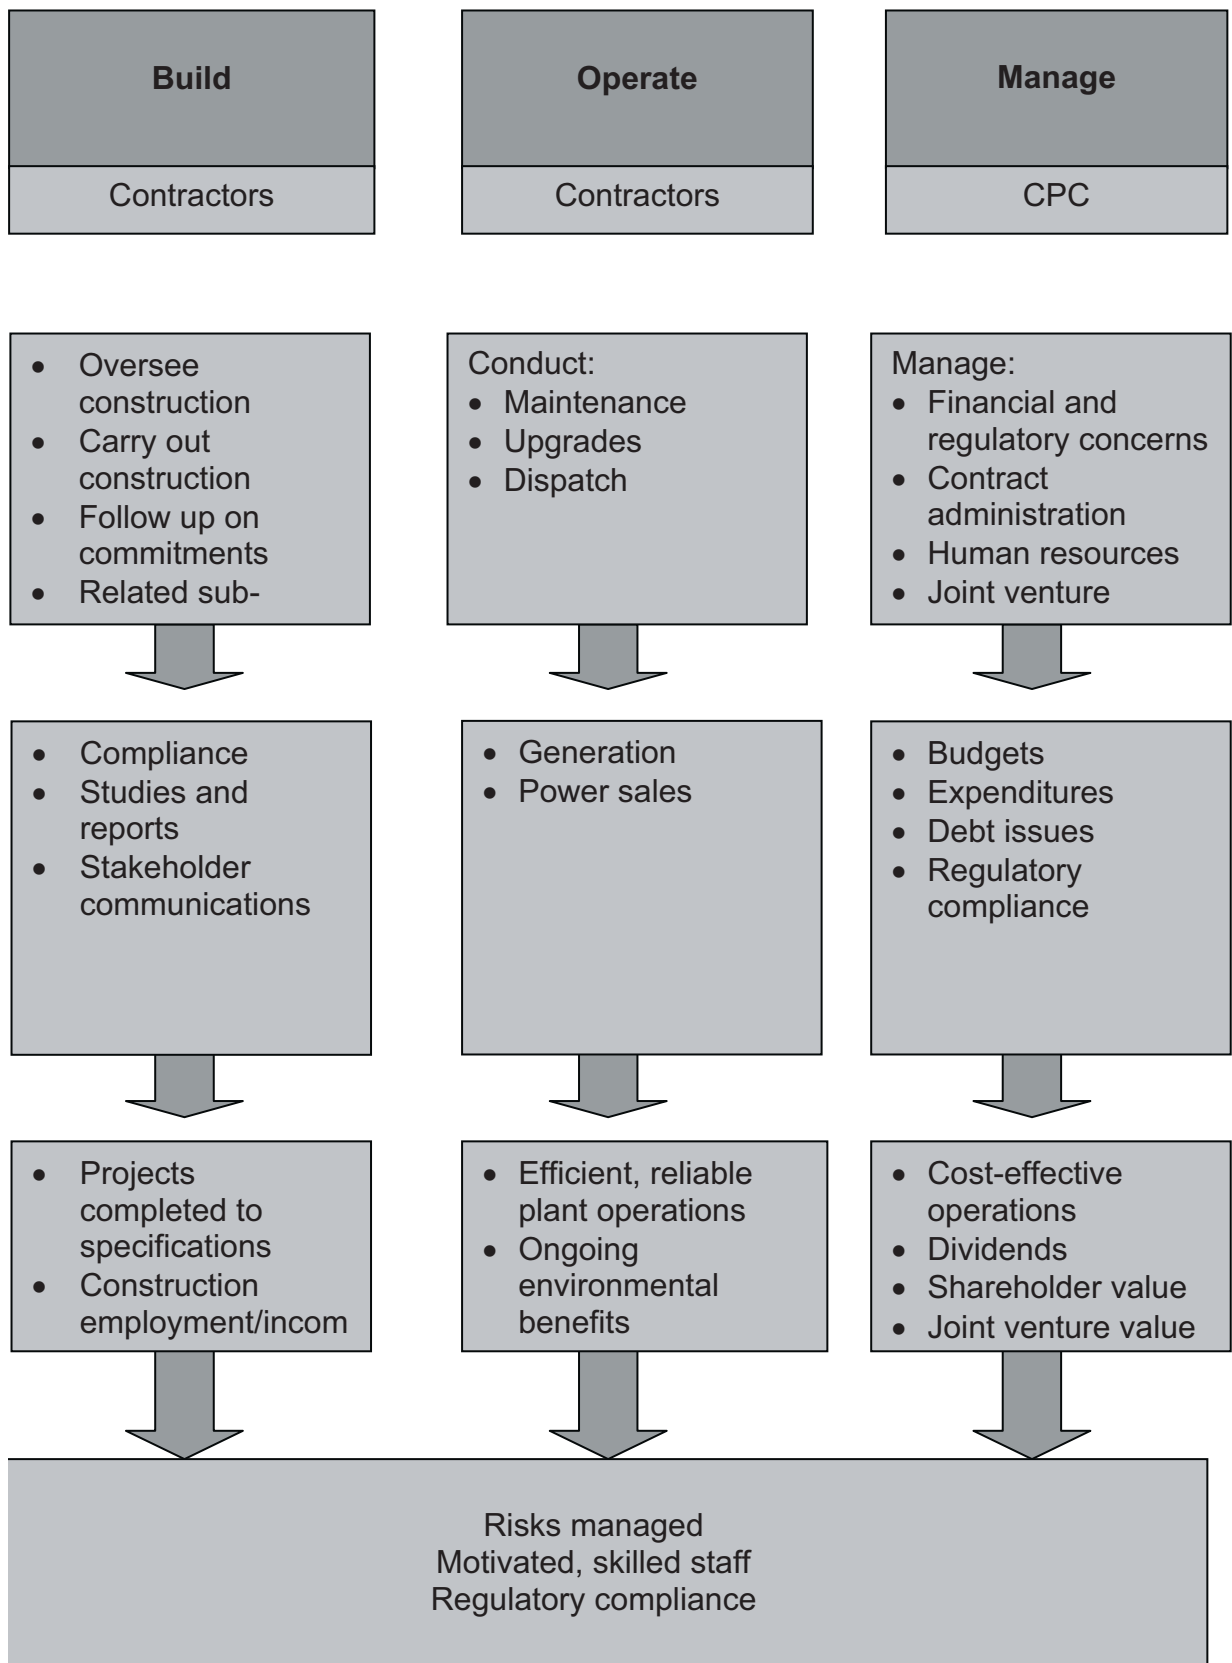 Build
Contractors
Operate
Contractors
Manage
CPC
• Oversee
construction
• Carry out
construction
• Follow up on
commitments
• Related sub-
Conduct:
• Maintenance
• Upgrades
• Dispatch
Manage:
• Financial and
regulatory concerns
• Contract
administration
• Human resources
• Joint venture
• Compliance
• Studies and
reports
• Stakeholder
communications
• Generation
• Power sales
• Budgets
• Expenditures
• Debt issues
• Regulatory
compliance
• Projects
completed to
specifications
• Construction
employment/incom
• Efficient, reliable
plant operations
• Ongoing
environmental
benefits
• Cost-effective
operations
• Dividends
• Shareholder value
• Joint venture value
Risks managed
Motivated, skilled staff
Regulatory compliance